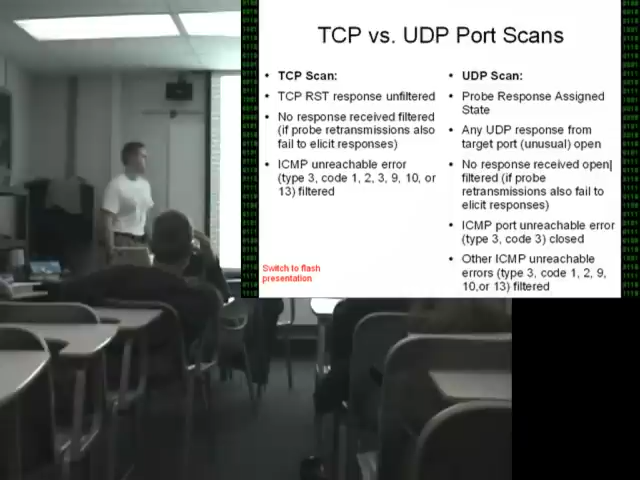 TCP vs. UDP Port Scans
• TCP Scan:
• TCP RST response unfiltered
• No response received filtered
(if probe retransmissions also
fail to elicit responses)
• ICMP unreachable error
(type 3, code 1, 2, 3, 9, 10, or
13) filtered
Switch to flash
presentation
• UDP Scan:
• Probe Response Assigned
State
• Any UDP response from
target port (unusual) open
• No response received open|
filtered (if probe
retransmissions also fail to
elicit responses)
• ICMP port unreachable error
(type 3, code 3) closed
• Other ICMP unreachable
errors (type 3, code 1, 2, 9,
10,or 13) filtered